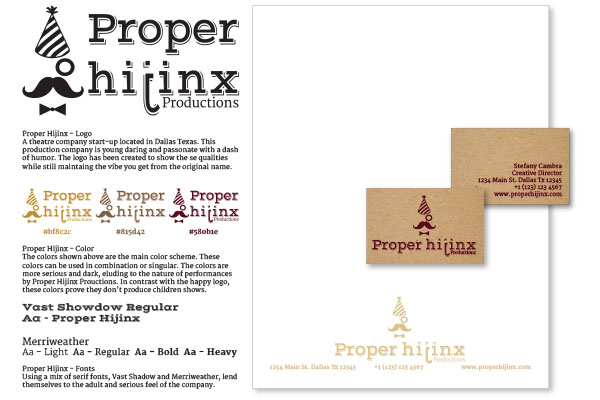 Proper
hijinx
Productions
Proper Hijinx - Logo
A theatre company start-up located in Dallas Texas. This
production company is young daring and passonate with a dash
of humor. The logo has been created to show the se qualities
while still maintaing the vibe you get from the original name.
Proper
hijinx
Productions
Proper
hijinx
Productions
Proper
hijinx
Productions
#bf8c2c
#815d42
#580b1e
Proper Hijinx - Color
The colors shown above are the main color scheme. These
colors can be used in combination or singular. The colors are
more serious and dark, eluding to the nature of performances
by Proper Hijinx Prouctions. In contrast with the happy logo,
these colors prove they don't produce children shows.
Vast Showdow Regular
Aa - Proper Hijinx
Merriweather
Aa - Light Aa - Regular Aa - Bold Aa - Heavy
Proper Hijinx - Fonts
Using a mix of serif fonts, Vast Shadow and Merriweather, lend
themselves to the adult and serious feel of the company.
Stefany Cambra
Creative Director
1234 Main St. Dallas Tx 12345
+1 (123) 123 4567
www.properhijinx.com
Proper hijinx
Productions
Proper hijinx
Productions
1234 Main St, Dallas Tx 12345 +1 (123) 123 4567 www.properhijinx.com